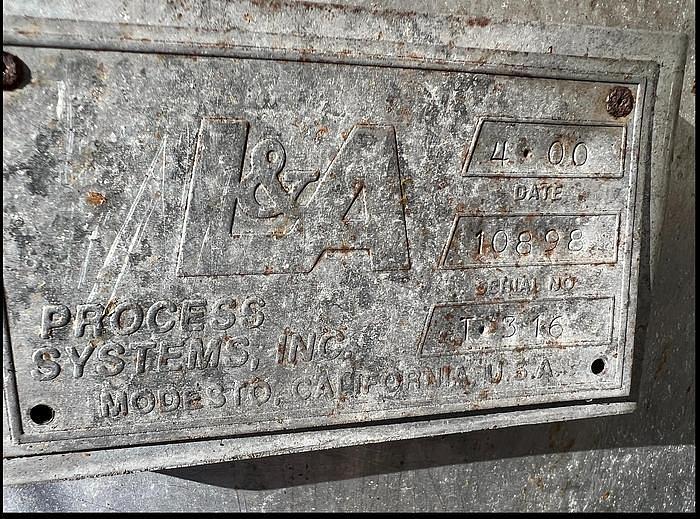 L&A
4 • 00
DATE
10898
SERIAL NO
T • 316
PROCESS
SYSTEMS, INC.
MODESTO, CALIFORNIA, U.S.A.